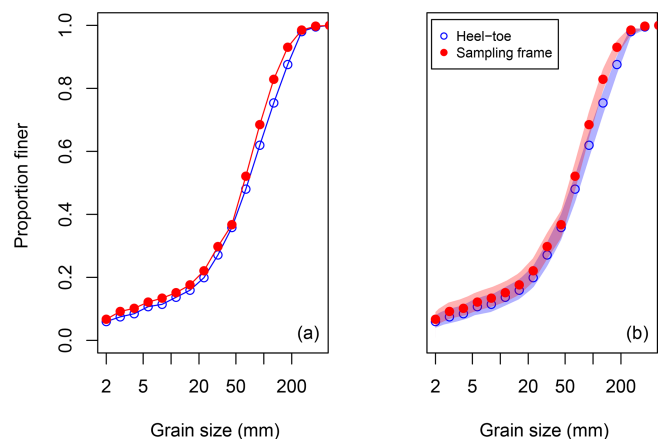 Proportion finer
1.0
0.8
0.6
0.4
0.2
0.0
(a)
2 5 20 50 200
Grain size (mm)
Heel−toe
Sampling frame
(b)
2 5 20 50 200
Grain size (mm)